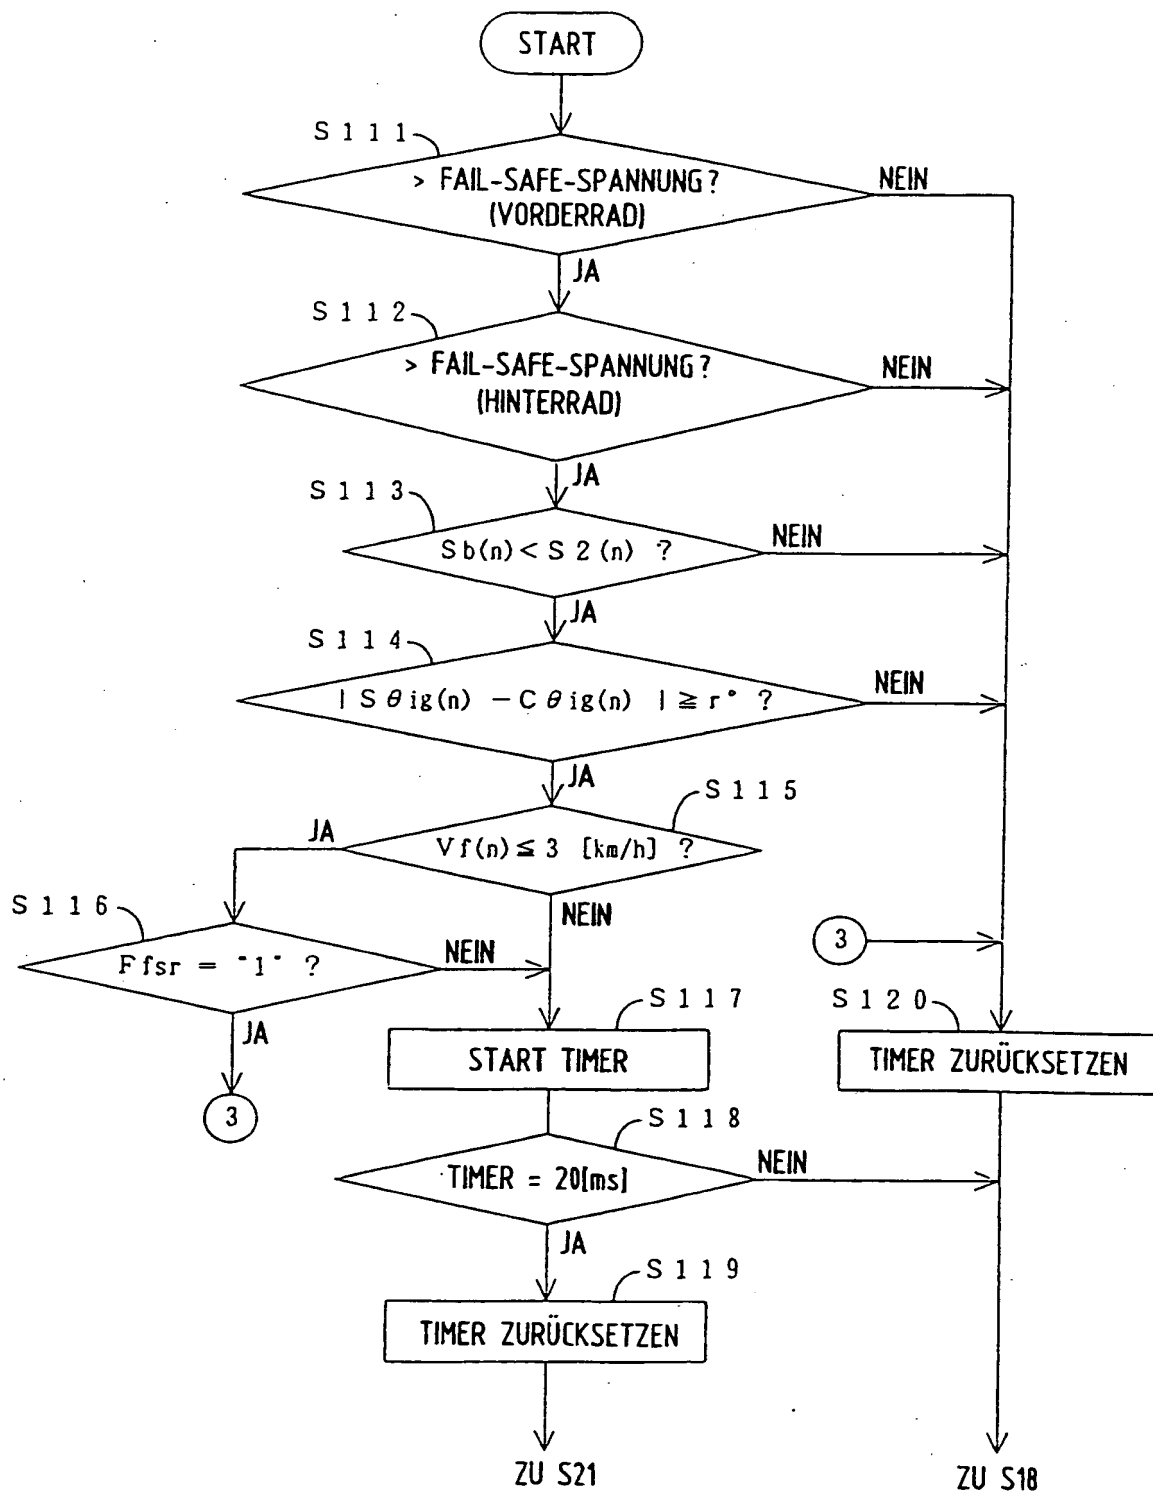 START
S111
> FAIL-SAFE-SPANNUNG?
(VORDERRAD)
NEIN
JA
S112
> FAIL-SAFE-SPANNUNG?
(HINTERRAD)
NEIN
JA
S113
Sb(n)<S2(n) ?
NEIN
JA
S114
|Sθig(n) −Cθig(n) |≧r° ?
NEIN
JA
S115
Vf(n)≦3 [km/h] ?
JA
NEIN
S116
Ffsr = "1" ?
NEIN
JA
3
3
S117
START TIMER
S120
TIMER ZURÜCKSETZEN
S118
TIMER = 20[ms]
NEIN
JA
S119
TIMER ZURÜCKSETZEN
ZU S21
ZU S18